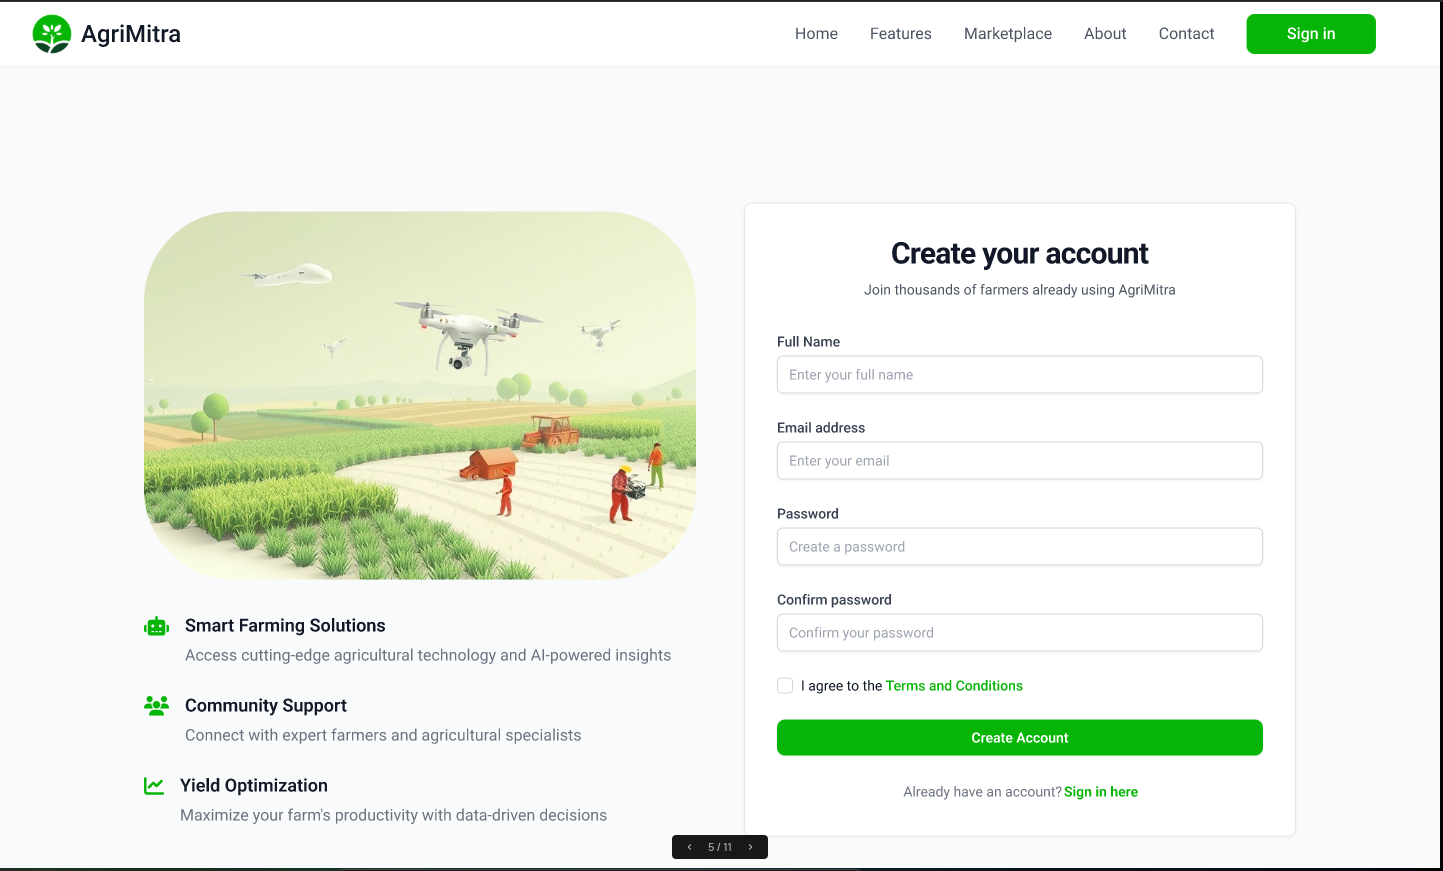 AgriMitra
Home Features Marketplace About Contact Sign in
Create your account
Join thousands of farmers already using AgriMitra
Full Name
Enter your full name
Email address
Enter your email
Password
Create a password
Confirm password
Confirm your password
I agree to the Terms and Conditions
Create Account
Already have an account? Sign in here
Smart Farming Solutions
Access cutting-edge agricultural technology and AI-powered insights
Community Support
Connect with expert farmers and agricultural specialists
Yield Optimization
Maximize your farm's productivity with data-driven decisions
5 / 11